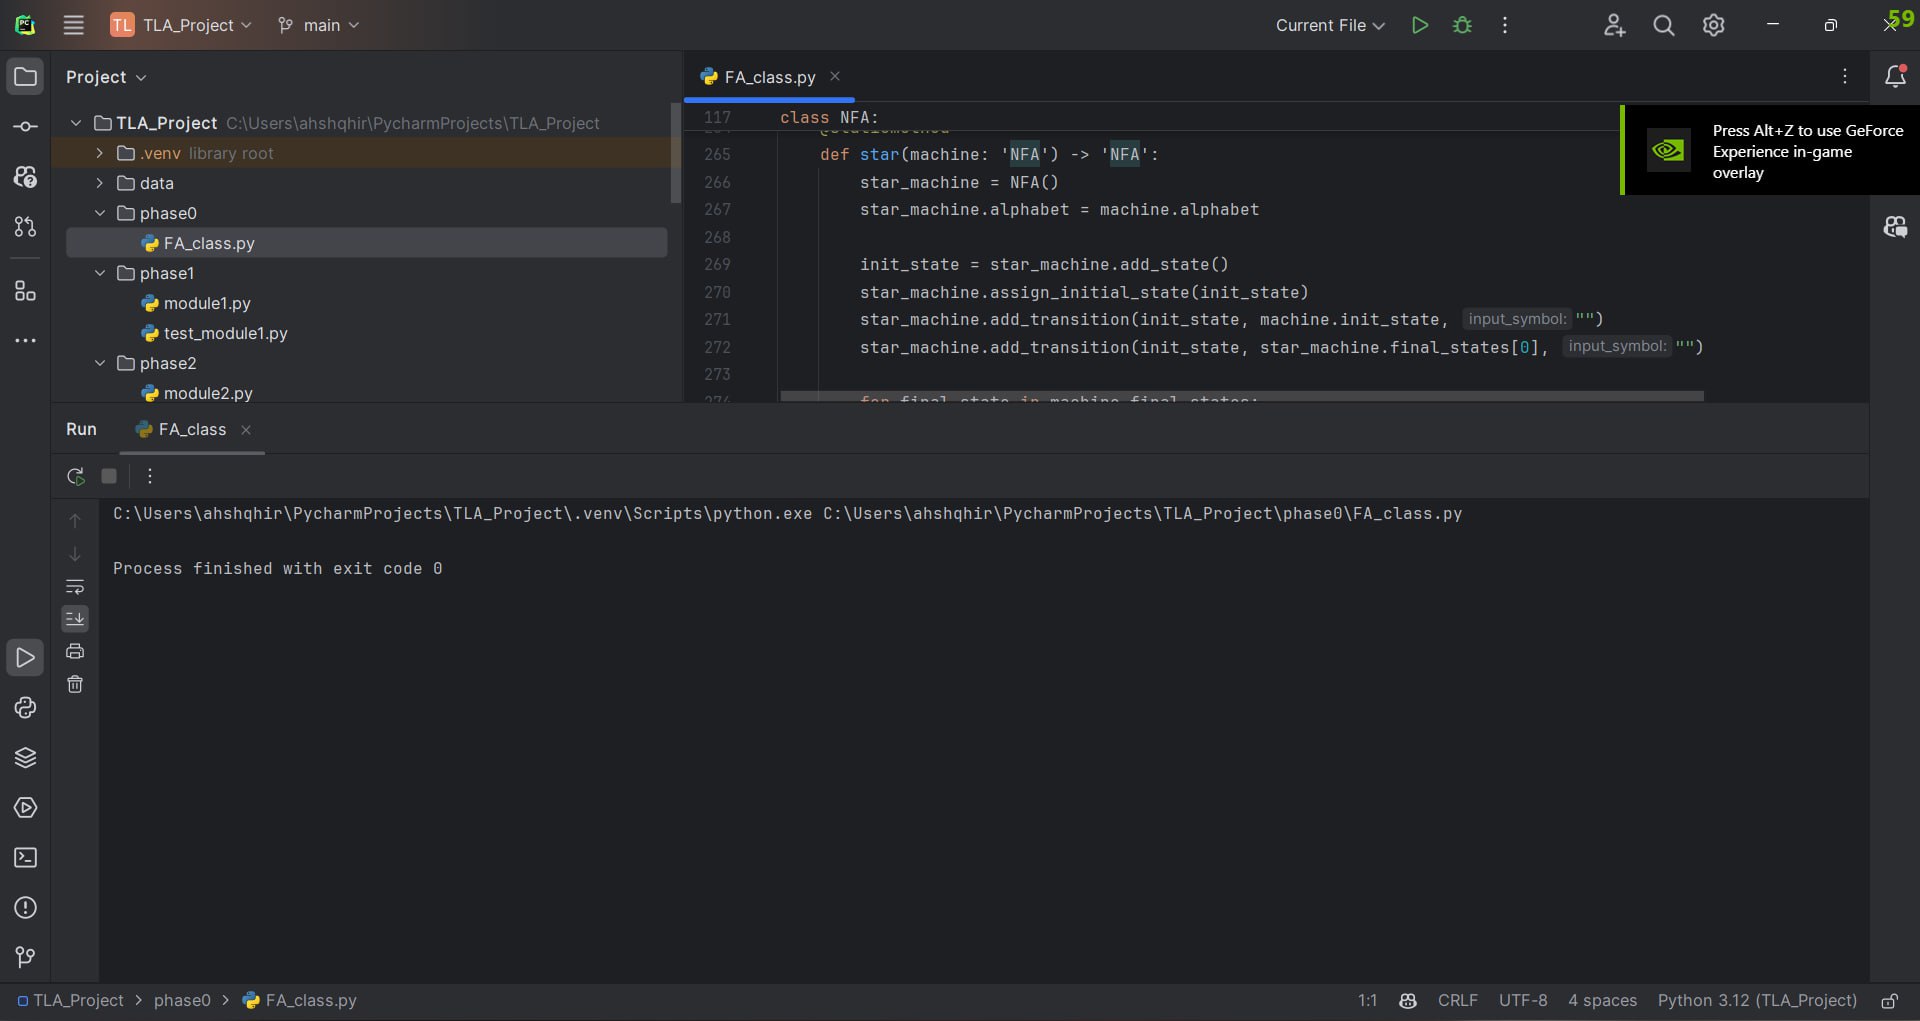 TL TLA_Project main Current File 59
Project
FA_class.py
TLA_Project C:\Users\ahshqhir\PycharmProjects\TLA_Project
.venv library root
data
phase0
FA_class.py
phase1
module1.py
test_module1.py
phase2
module2.py
117 class NFA:
265 def star(machine: 'NFA') -> 'NFA':
266 star_machine = NFA()
267 star_machine.alphabet = machine.alphabet
268
269 init_state = star_machine.add_state()
270 star_machine.assign_initial_state(init_state)
271 star_machine.add_transition(init_state, machine.init_state, input_symbol: "")
272 star_machine.add_transition(init_state, star_machine.final_states[0], input_symbol: "")
273
274 for final_state in machine.final_states:
Press Alt+Z to use GeForce
Experience in-game
overlay
Run FA_class
C:\Users\ahshqhir\PycharmProjects\TLA_Project\.venv\Scripts\python.exe C:\Users\ahshqhir\PycharmProjects\TLA_Project\phase0\FA_class.py
Process finished with exit code 0
TLA_Project > phase0 > FA_class.py 1:1 CRLF UTF-8 4 spaces Python 3.12 (TLA_Project)